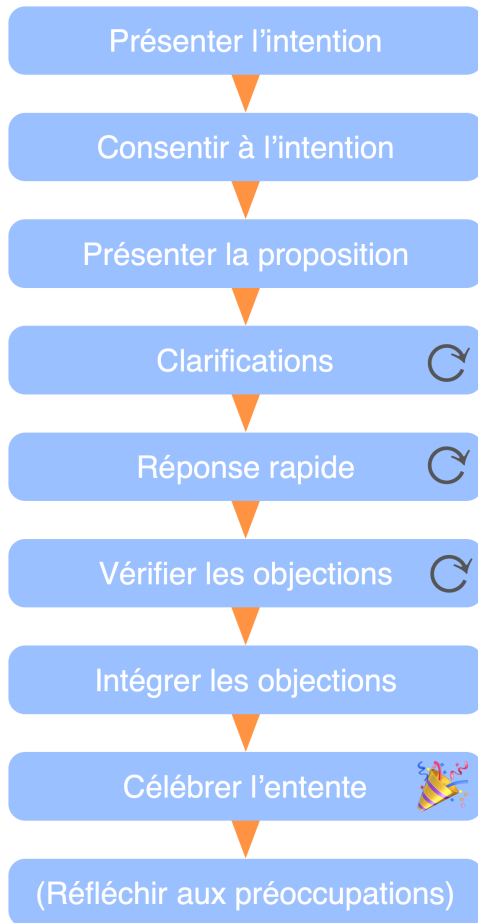 Présenter l’intention
Consentir à l’intention
Présenter la proposition
Clarifications
Réponse rapide
Vérifier les objections
Intégrer les objections
Célébrer l’entente
(Réfléchir aux préoccupations)